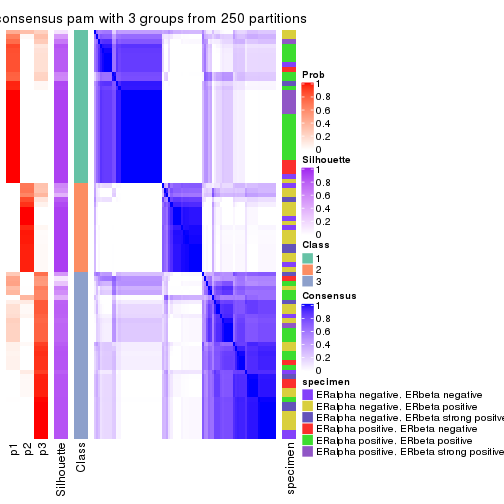 consensus pam with 3 groups from 250 partitions
Prob
1
0.8
0.6
0.4
0.2
0
Silhouette
1
0.8
0.6
0.4
0.2
0
Class
1
2
3
Consensus
1
0.8
0.6
0.4
0.2
0
specimen
ERalpha negative. ERbeta negative
ERalpha negative. ERbeta positive
ERalpha negative. ERbeta strong positive
ERalpha positive. ERbeta negative
ERalpha positive. ERbeta positive
ERalpha positive. ERbeta strong positive
p1
p2
p3
Silhouette
Class
specimen